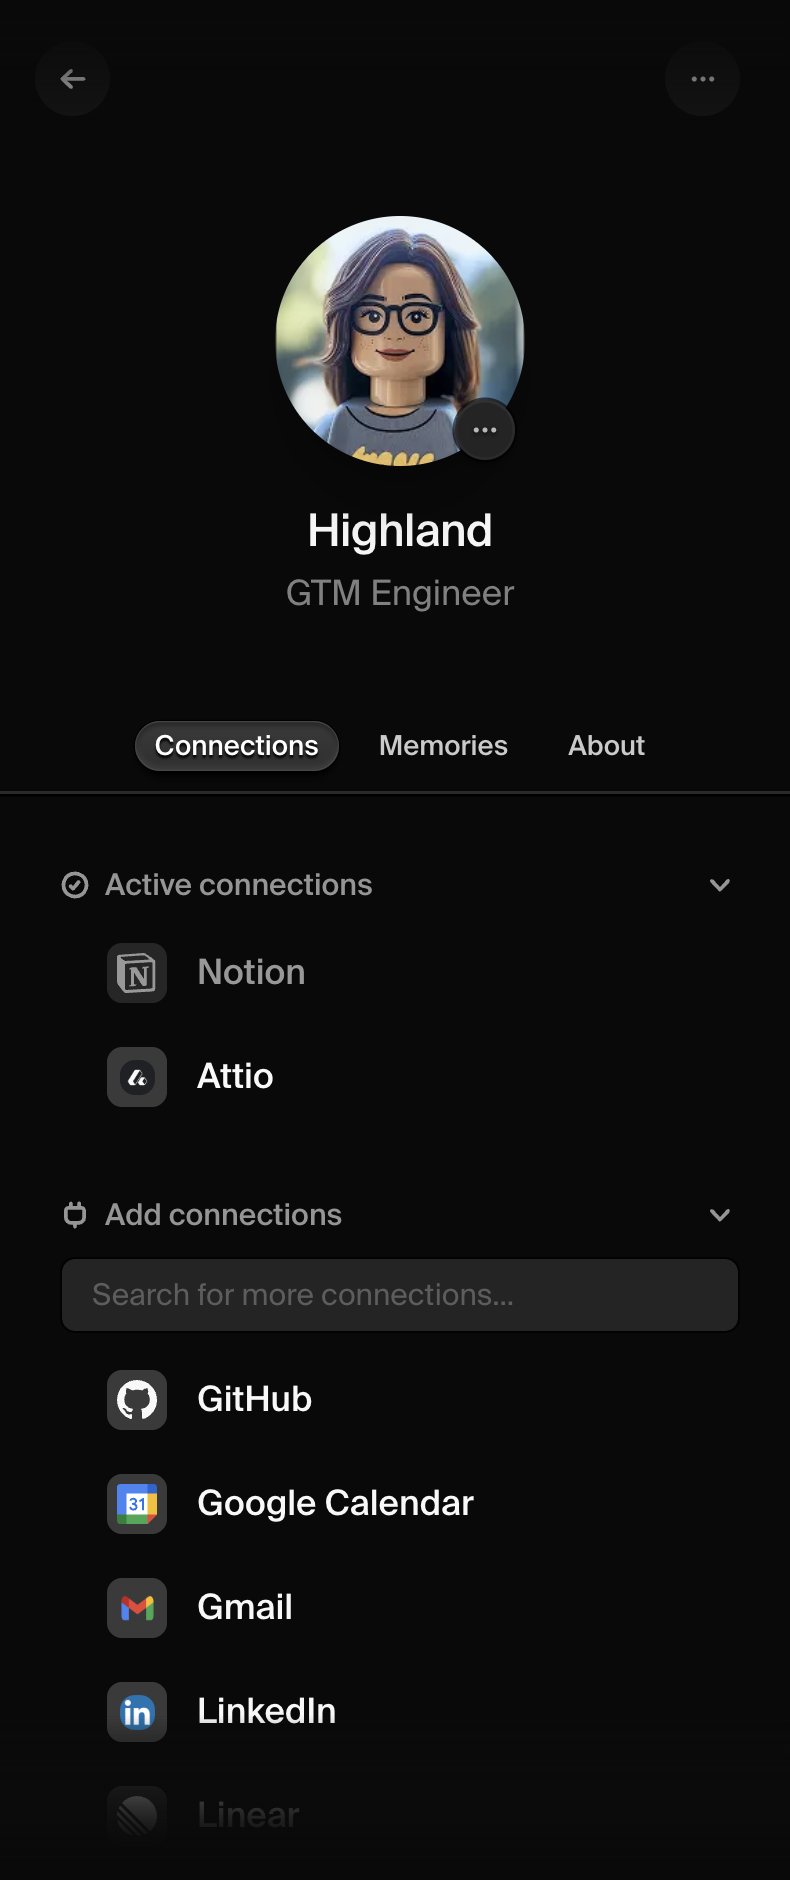 Highland
GTM Engineer
Connections Memories About
Active connections
Notion
Attio
Add connections
Search for more connections...
GitHub
31 Google Calendar
Gmail
in LinkedIn
Linear